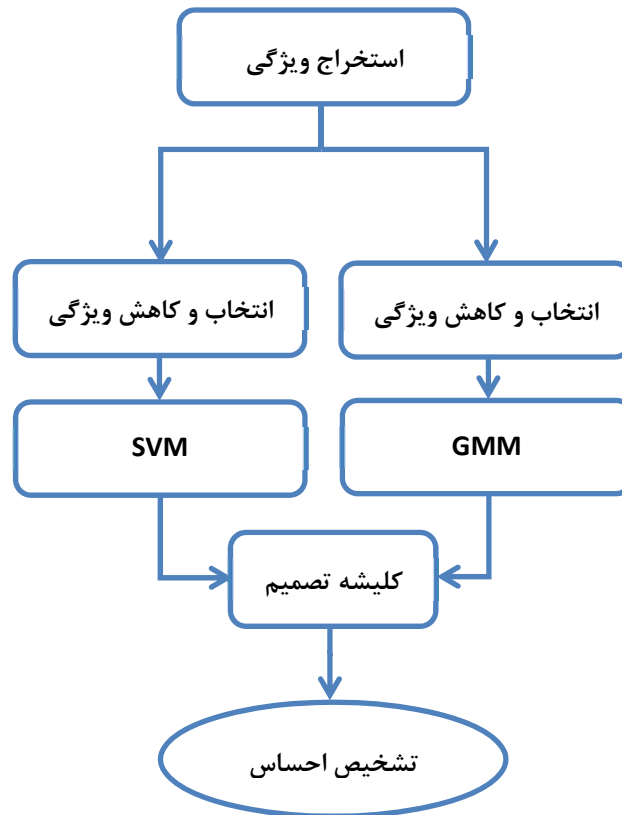 استخراج ویژگی
انتخاب و کاهش ویژگی
انتخاب و کاهش ویژگی
GMM
SVM
کلیشه تصمیم
تشخیص احساس